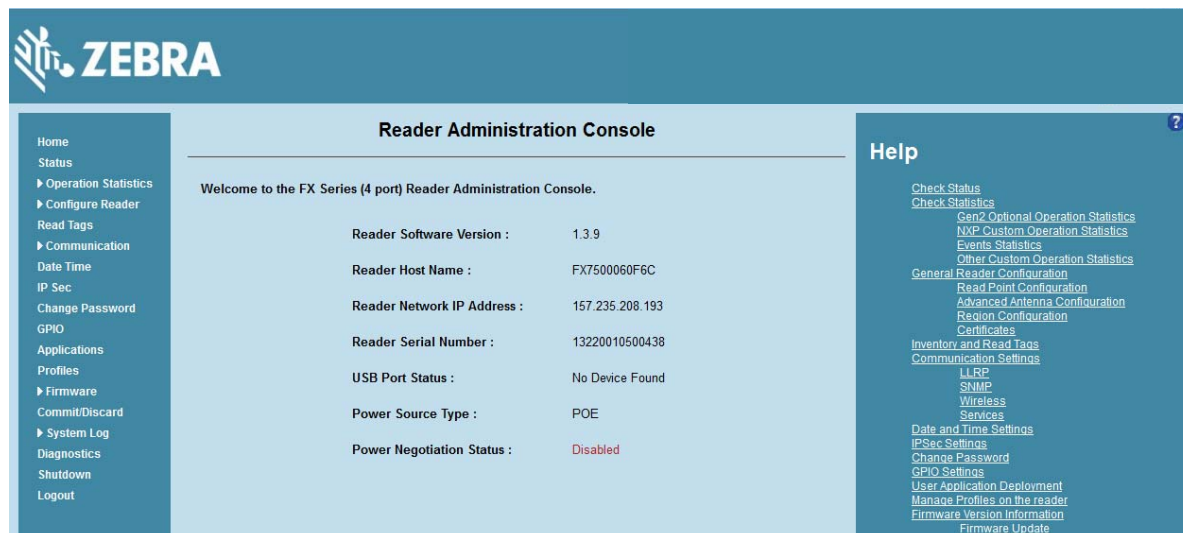 ZEBRA
Home
Status
Operation Statistics
Configure Reader
Read Tags
Communication
Date Time
IP Sec
Change Password
GPIO
Applications
Profiles
Firmware
Commit/Discard
System Log
Diagnostics
Shutdown
Logout
Reader Administration Console
Welcome to the FX Series (4 port) Reader Administration Console.
Reader Software Version : 1.3.9
Reader Host Name : FX7500060F6C
Reader Network IP Address : 157.235.208.193
Reader Serial Number : 13220010500438
USB Port Status : No Device Found
Power Source Type : POE
Power Negotiation Status : Disabled
?
Help
Check Status
Check Statistics
Gen2 Optional Operation Statistics
NXP Custom Operation Statistics
Events Statistics
Other Custom Operation Statistics
General Reader Configuration
Read Point Configuration
Advanced Antenna Configuration
Region Configuration
Certificates
Inventory and Read Tags
Communication Settings
LLRP
SNMP
Wireless
Services
Date and Time Settings
IPSec Settings
Change Password
GPIO Settings
User Application Deployment
Manage Profiles on the reader
Firmware Version Information
Firmware Update